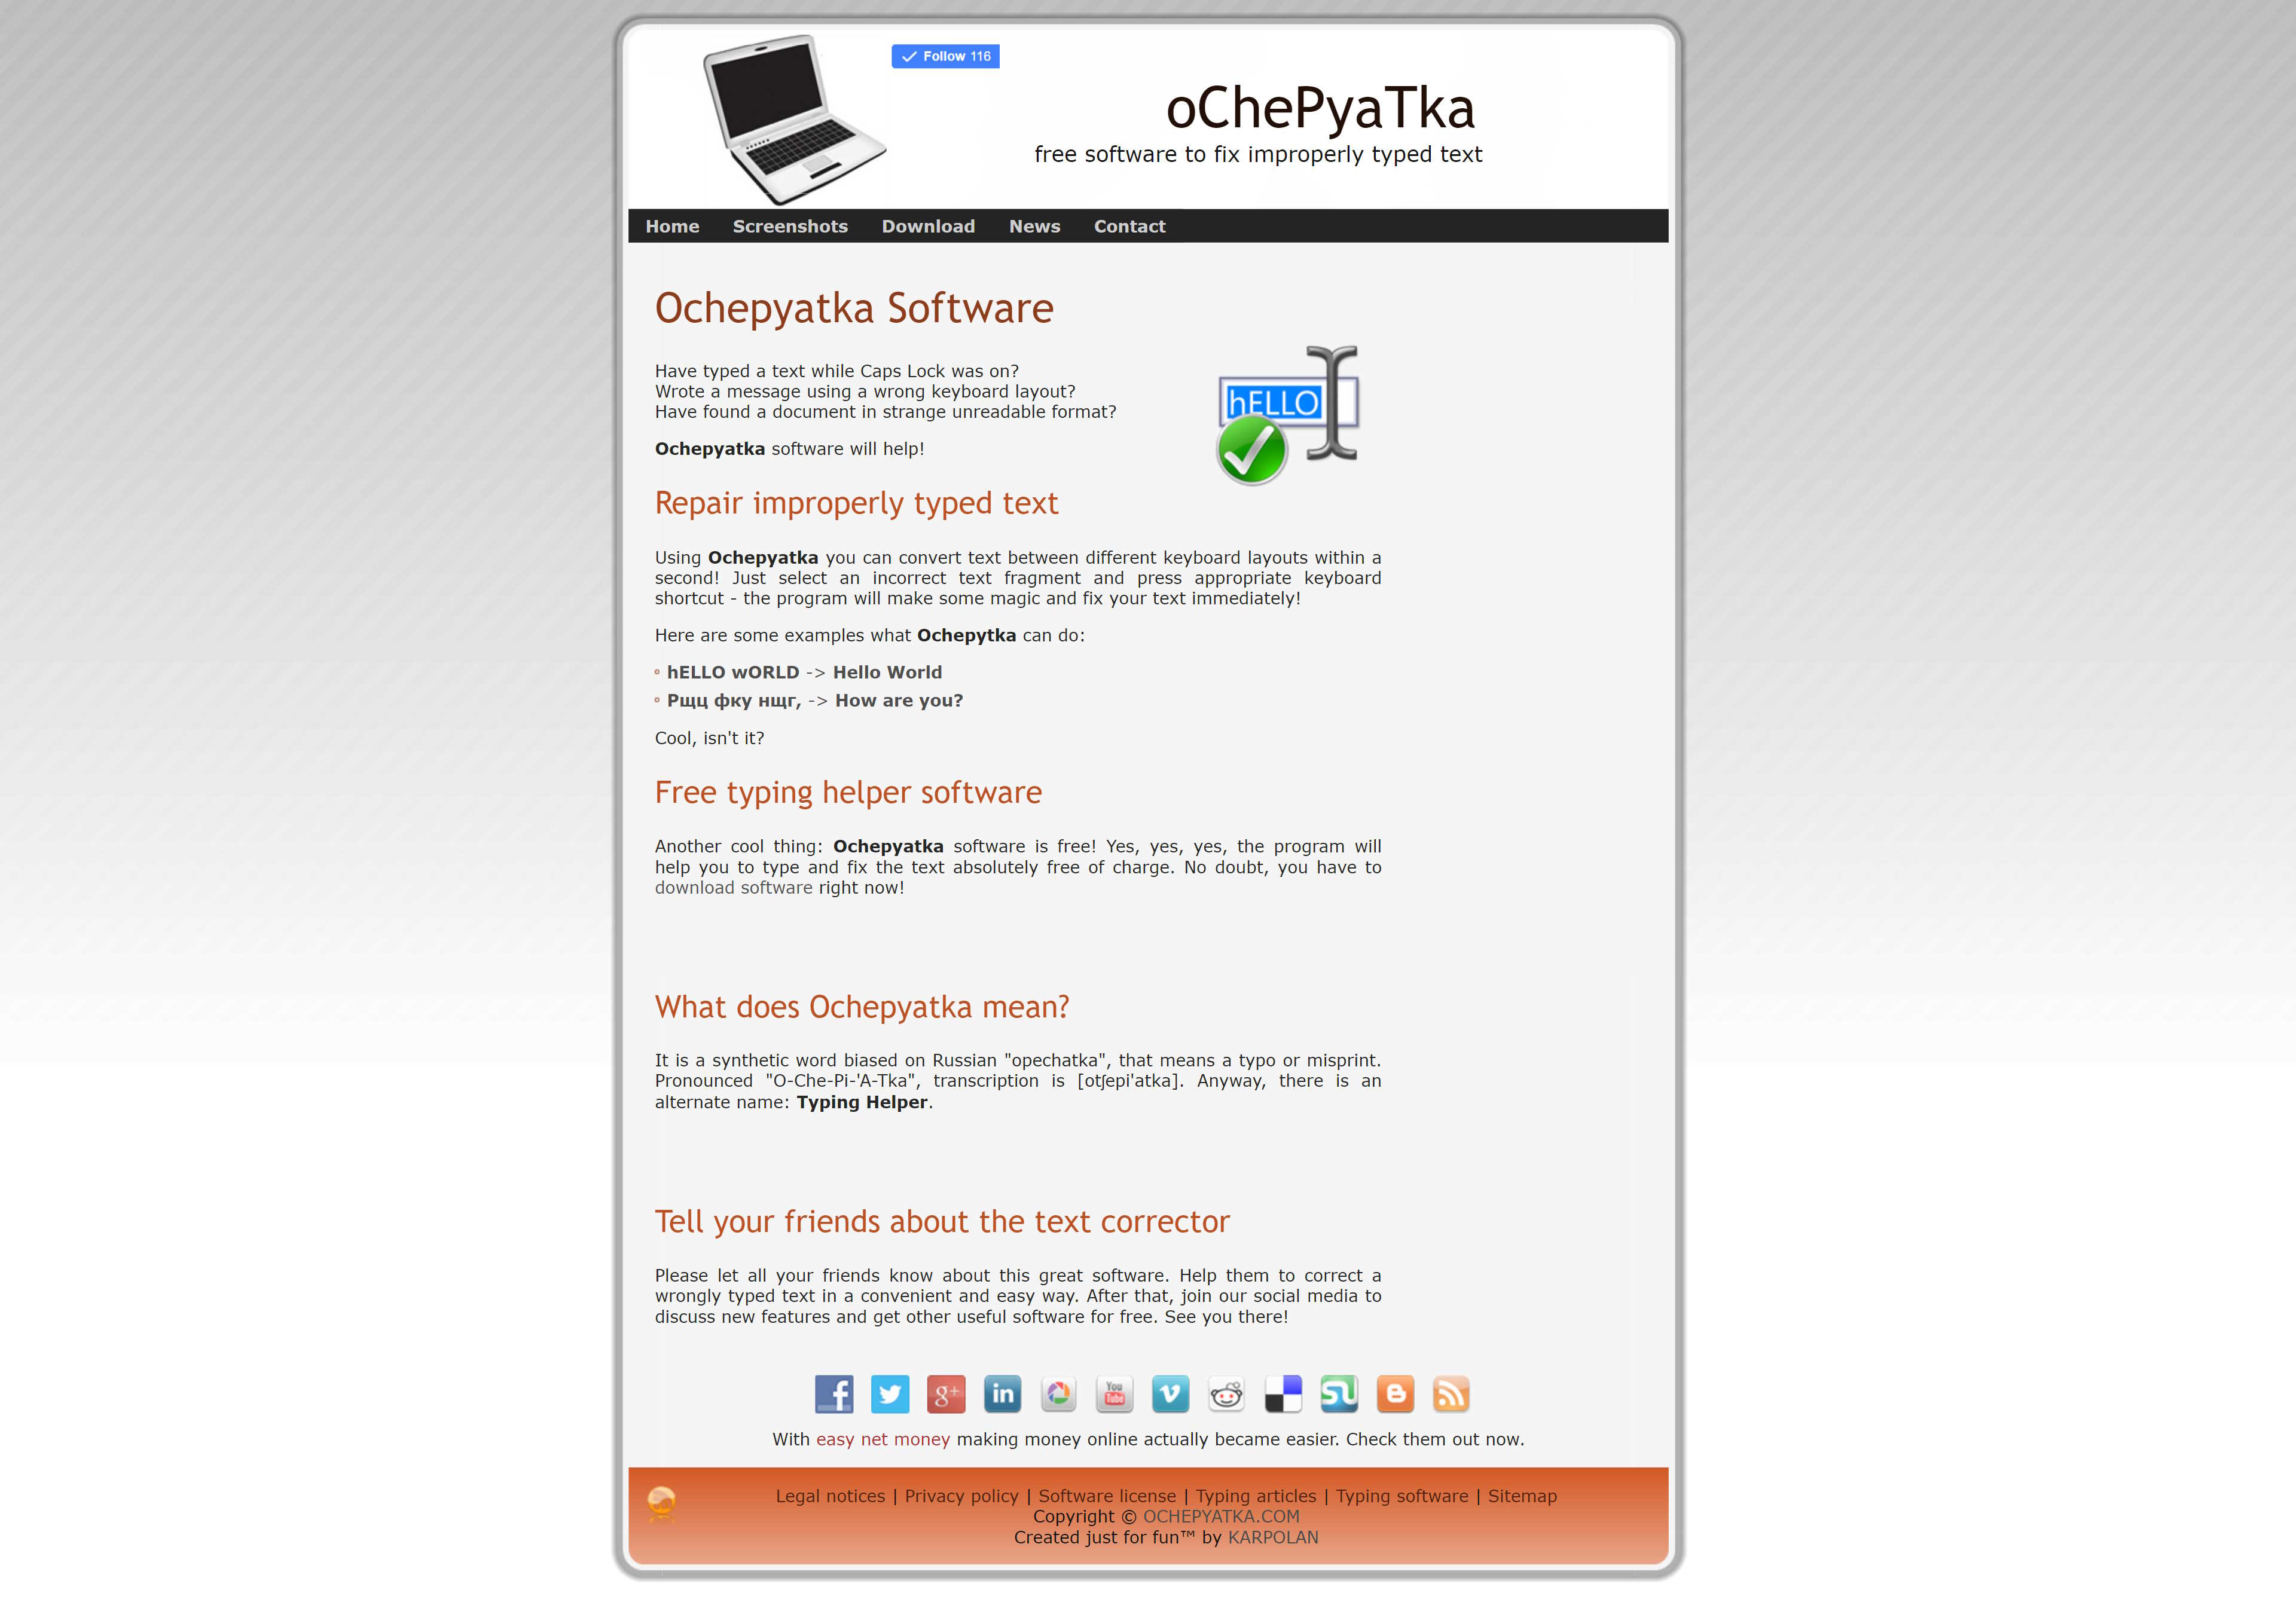 Follow 116
oChePyaTka
free software to fix improperly typed text
Home Screenshots Download News Contact
Ochepyatka Software
Have typed a text while Caps Lock was on?
Wrote a message using a wrong keyboard layout?
Have found a document in strange unreadable format?
hELLO
Ochepyatka software will help!
Repair improperly typed text
Using Ochepyatka you can convert text between different keyboard layouts within a
second! Just select an incorrect text fragment and press appropriate keyboard
shortcut - the program will make some magic and fix your text immediately!
Here are some examples what Ochepytka can do:
hELLO wORLD -> Hello World
Рщц фку нщг, -> How are you?
Cool, isn't it?
Free typing helper software
Another cool thing: Ochepyatka software is free! Yes, yes, yes, the program will
help you to type and fix the text absolutely free of charge. No doubt, you have to
download software right now!
What does Ochepyatka mean?
It is a synthetic word biased on Russian "opechatka", that means a typo or misprint.
Pronounced "O-Che-Pi-'A-Tka", transcription is [otʃepi'atka]. Anyway, there is an
alternate name: Typing Helper.
Tell your friends about the text corrector
Please let all your friends know about this great software. Help them to correct a
wrongly typed text in a convenient and easy way. After that, join our social media to
discuss new features and get other useful software for free. See you there!
With easy net money making money online actually became easier. Check them out now.
Legal notices | Privacy policy | Software license | Typing articles | Typing software | Sitemap
Copyright © OCHEPYATKA.COM
Created just for fun™ by KARPOLAN